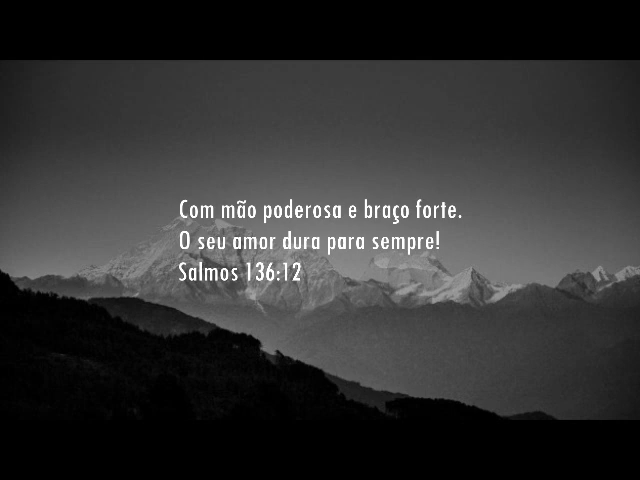 Com mão poderosa e braço forte.
O seu amor dura para sempre!
Salmos 136:12